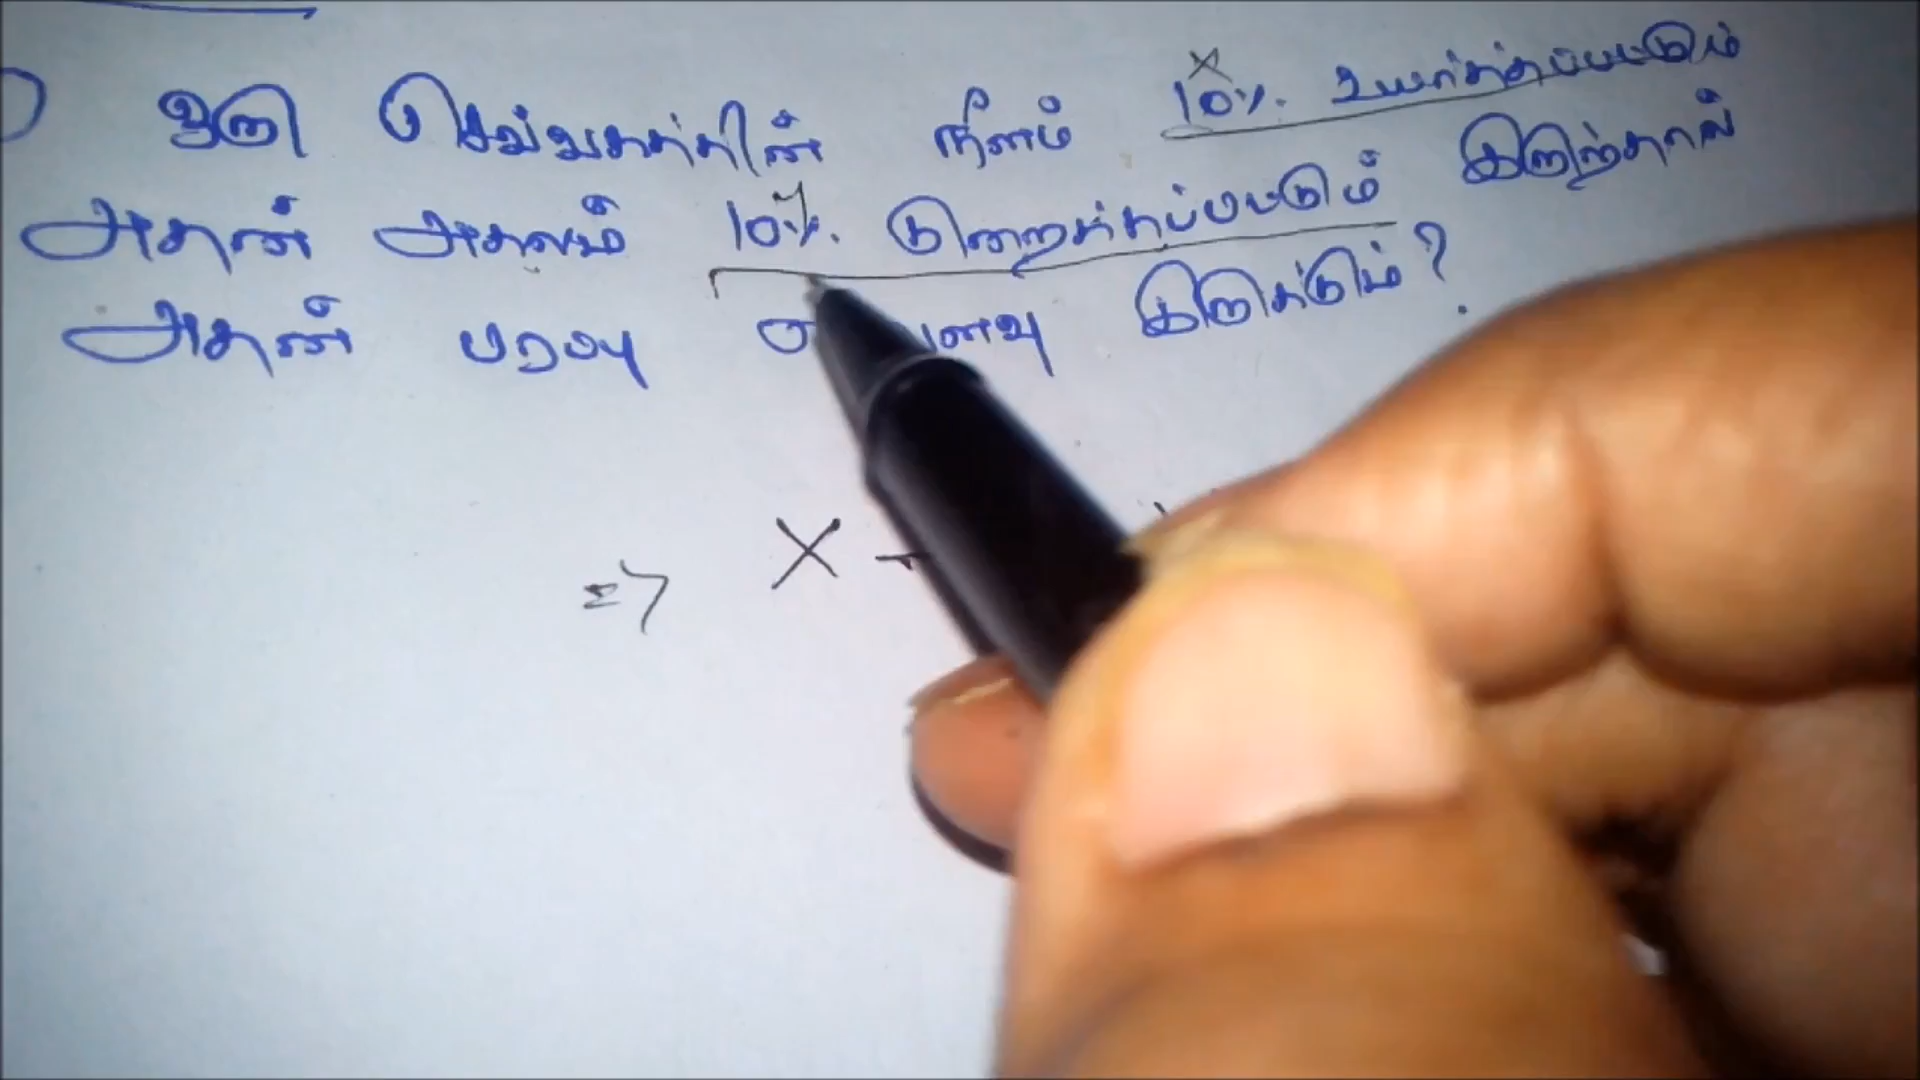 ஒரு செவ்வகத்தின் நீளம் 10% உயர்த்தப்பட்டும்
அதன் அகலம் 10% குறைக்கப்பட்டும் இருந்தால்
அதன் பரப்பு இருக்கும்?
x
y
=> X